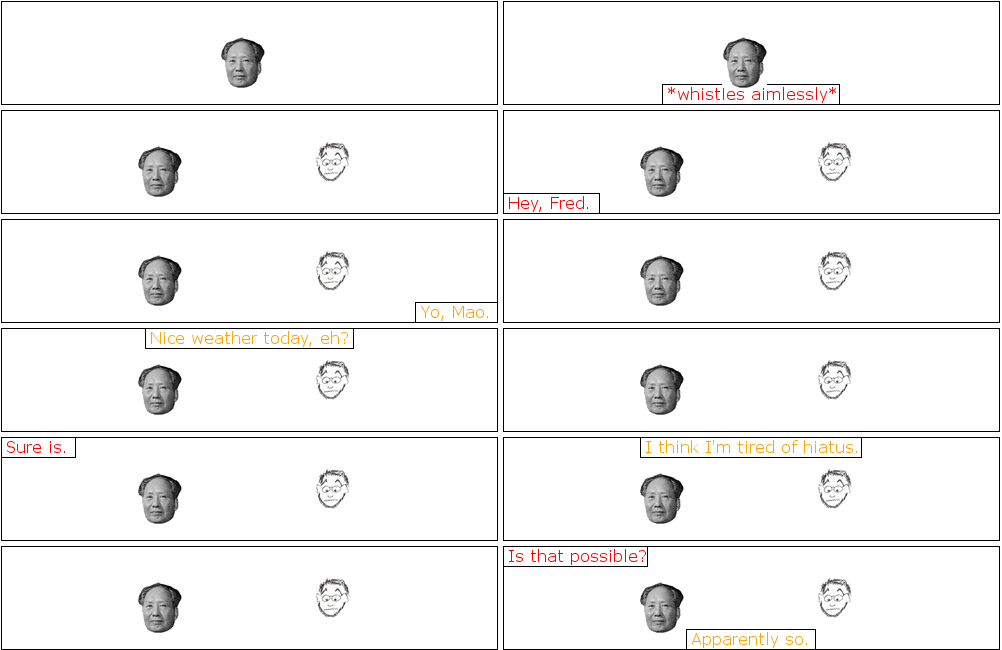 *whistles aimlessly*
Hey, Fred.
Yo, Mao.
Nice weather today, eh?
Sure is.
I think I'm tired of hiatus.
Is that possible?
Apparently so.